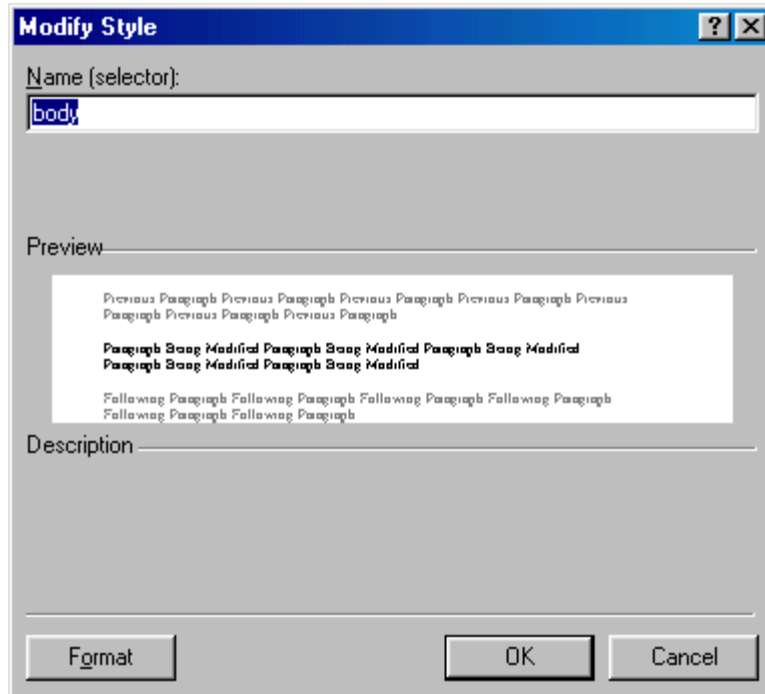 Modify Style
Name (selector):
body
Preview
Previous Paragraph Previous Paragraph Previous Paragraph Previous Paragraph Previous
Paragraph Previous Paragraph Previous Paragraph
Paragraph Being Modified Paragraph Being Modified Paragraph Being Modified
Paragraph Being Modified Paragraph Being Modified
Following Paragraph Following Paragraph Following Paragraph Following Paragraph
Following Paragraph Following Paragraph
Description
Format
OK
Cancel